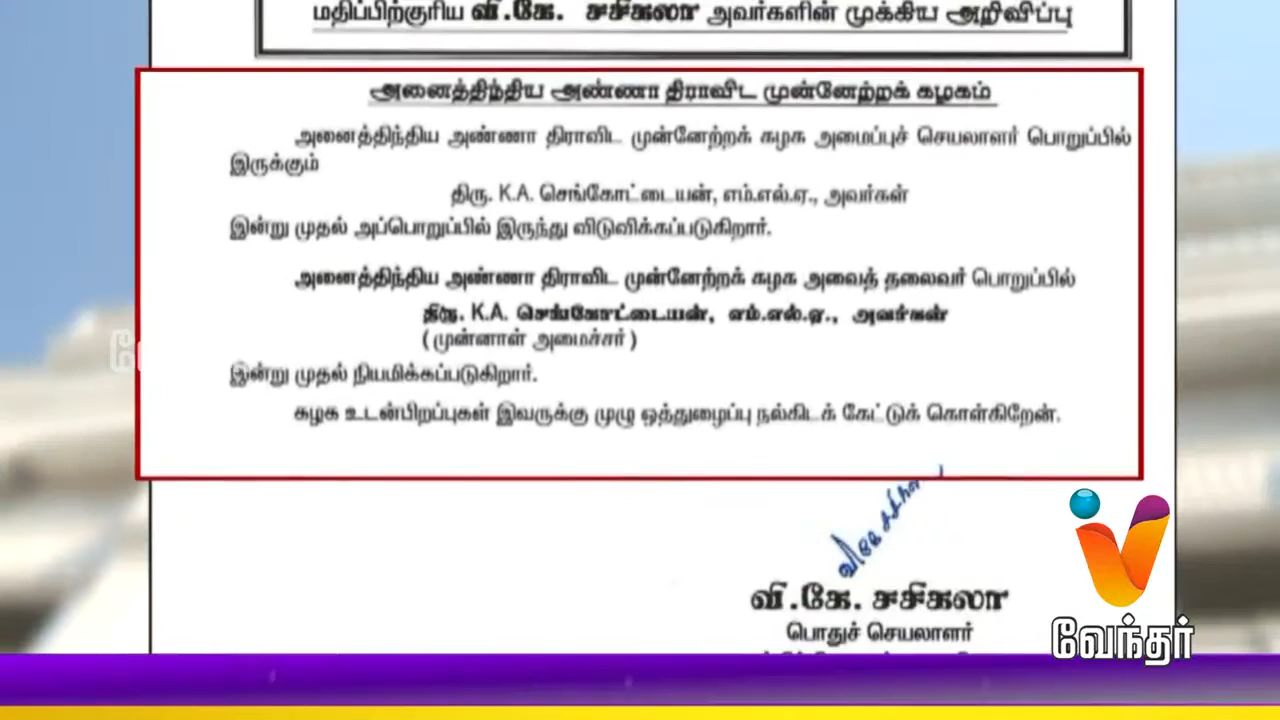 மதிப்பிற்குரிய வி.கே. சசிகலா அவர்களின் முக்கிய அறிவிப்பு
அனைத்திந்திய அண்ணா திராவிட முன்னேற்றக் கழகம்
அனைத்திந்திய அண்ணா திராவிட முன்னேற்றக் கழக அமைப்புச் செயலாளர் பொறுப்பில்
இருக்கும்
திரு. K.A. செங்கோட்டையன், எம்.எல்.ஏ., அவர்கள்
இன்று முதல் அப்பொறுப்பில் இருந்து விடுவிக்கப்படுகிறார்.
அனைத்திந்திய அண்ணா திராவிட முன்னேற்றக் கழக அவைத் தலைவர் பொறுப்பில்
திரு. K.A. செங்கோட்டையன், எம்.எல்.ஏ., அவர்கள்
( முன்னாள் அமைச்சர் )
இன்று முதல் நியமிக்கப்படுகிறார்.
கழக உடன்பிறப்புகள் இவருக்கு முழு ஒத்துழைப்பு நல்கிடக் கேட்டுக் கொள்கிறேன்.
வி.கே. சசிகலா
வி.கே. சசிகலா
பொதுச் செயலாளர்
வேந்தர்